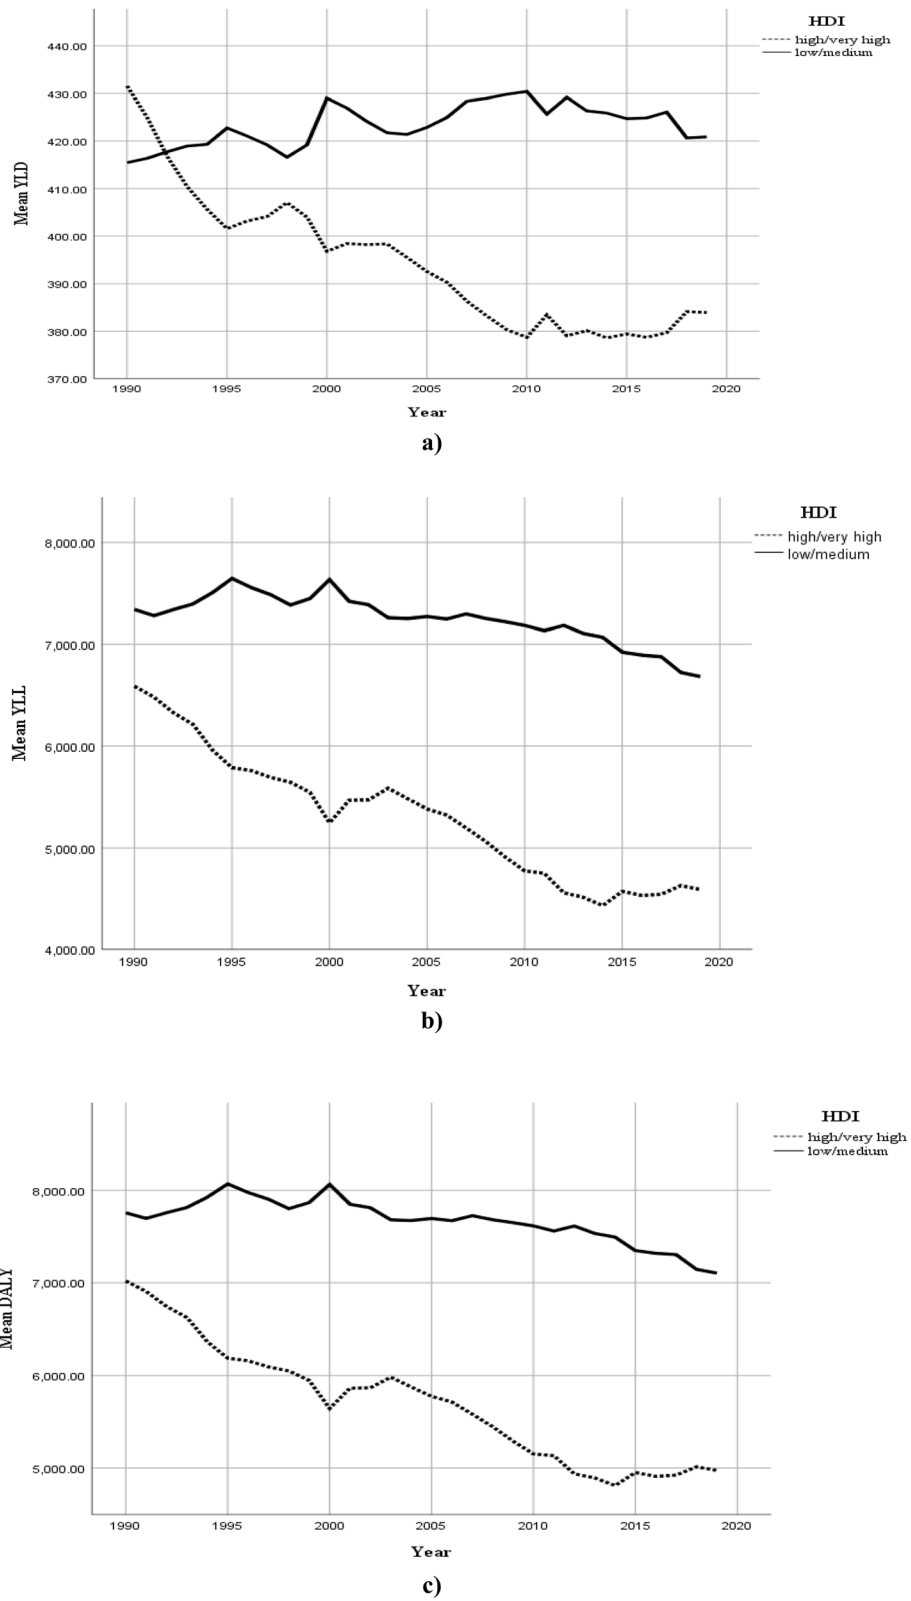 HDI
high/very high
low/medium
440.00
430.00
420.00
410.00
400.00
390.00
380.00
370.00
Mean YLD
1990 1995 2000 2005 2010 2015 2020
Year
a)
HDI
high/very high
low/medium
8,000.00
7,000.00
6,000.00
5,000.00
4,000.00
Mean YLL
1990 1995 2000 2005 2010 2015 2020
Year
b)
HDI
high/very high
low/medium
8,000.00
7,000.00
6,000.00
5,000.00
Mean DALY
1990 1995 2000 2005 2010 2015 2020
Year
c)